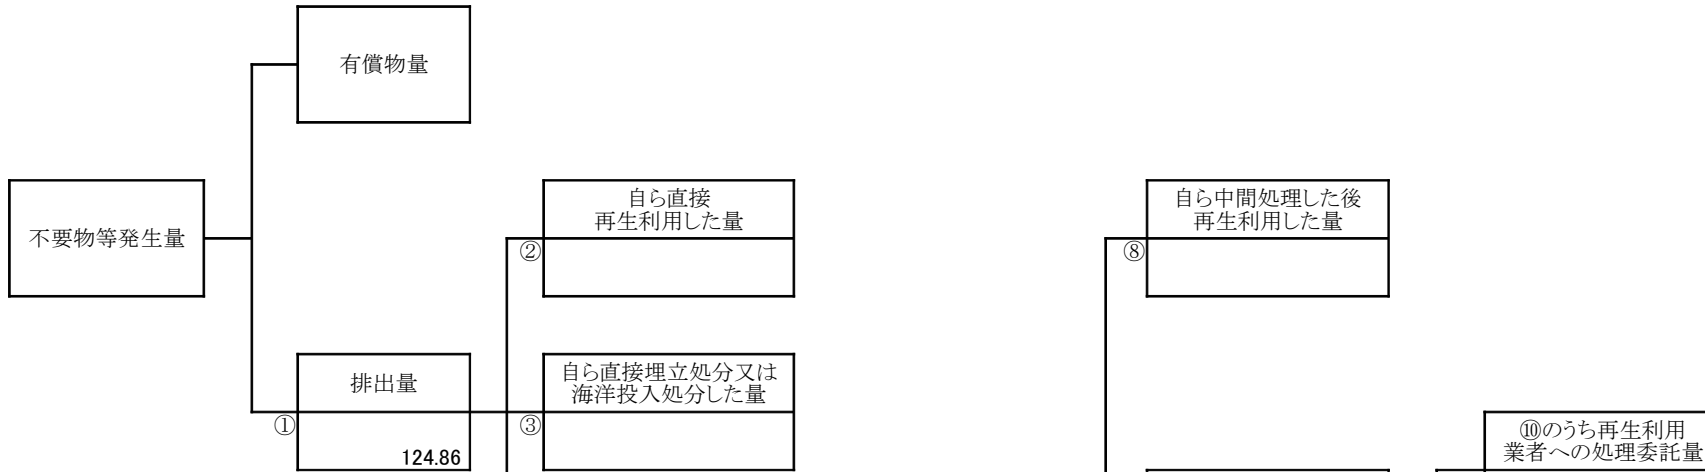 有償物量
不要物等発生量
自ら直接
再生利用した量
②
自ら中間処理した後
再生利用した量
⑧
排出量
①
124.86
自ら直接埋立処分又は
海洋投入処分した量
③
⑩のうち再生利用
業者への処理委託量